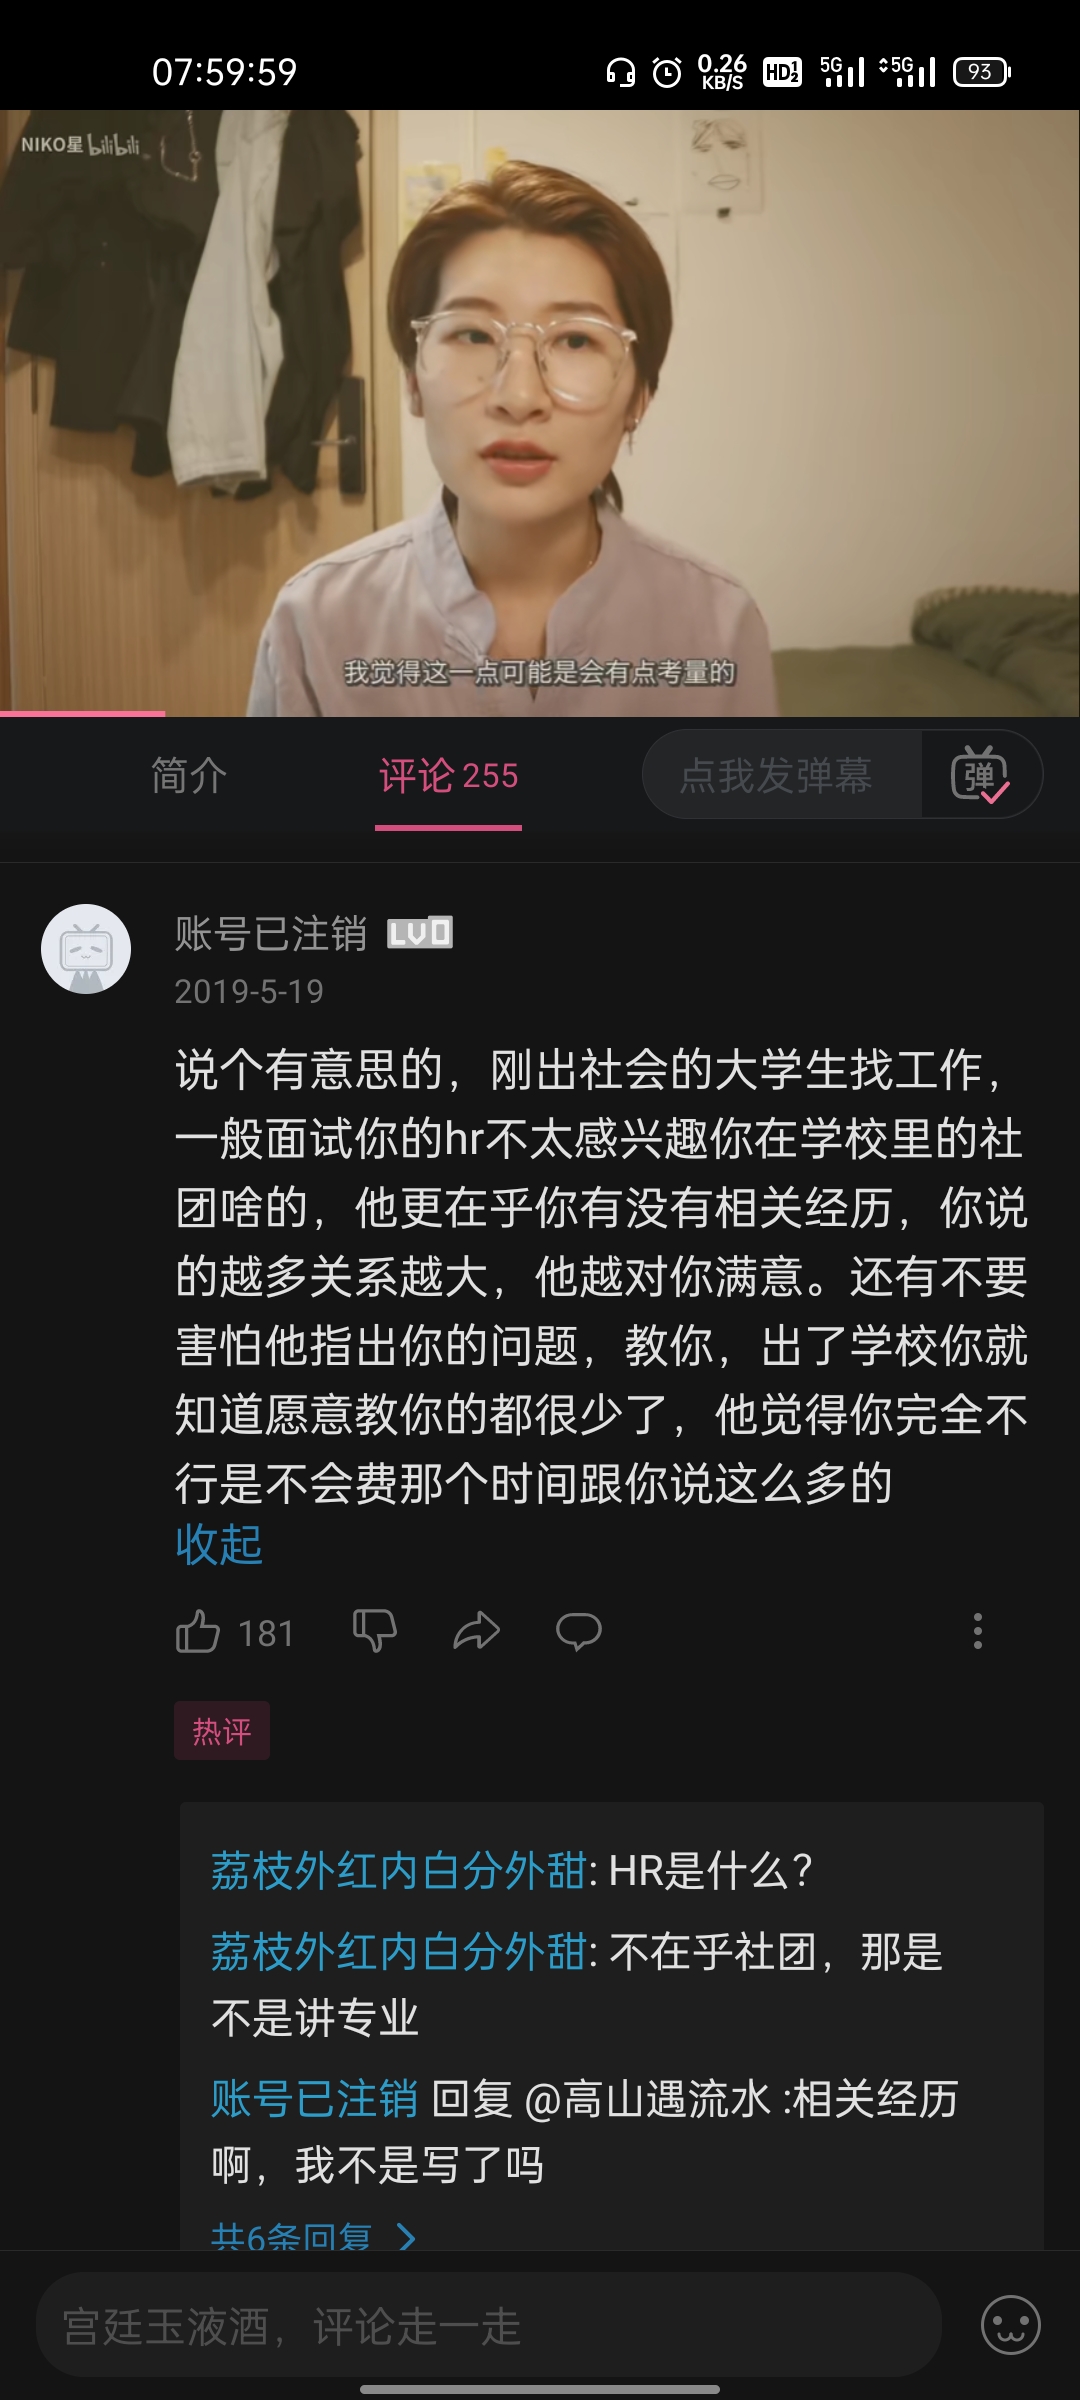 07:59:59
0.26
KB/S
HD
1
2
5G
5G
93
NIKO星 bilibili
我觉得这一点可能是会有点考量的
简介
评论 255
点我发弹幕
弹
账号已注销 LV0
2019-5-19
说个有意思的，刚出社会的大学生找工作，
一般面试你的hr不太感兴趣你在学校里的社
团啥的，他更在乎你有没有相关经历，你说
的越多关系越大，他越对你满意。还有不要
害怕他指出你的问题，教你，出了学校你就
知道愿意教你的都很少了，他觉得你完全不
行是不会费那个时间跟你说这么多的
收起
181
热评
荔枝外红内白分外甜: HR是什么？
荔枝外红内白分外甜: 不在乎社团，那是
不是讲专业
账号已注销 回复 @高山遇流水 :相关经历
啊，我不是写了吗
共6条回复
宫廷玉液酒，评论走一走